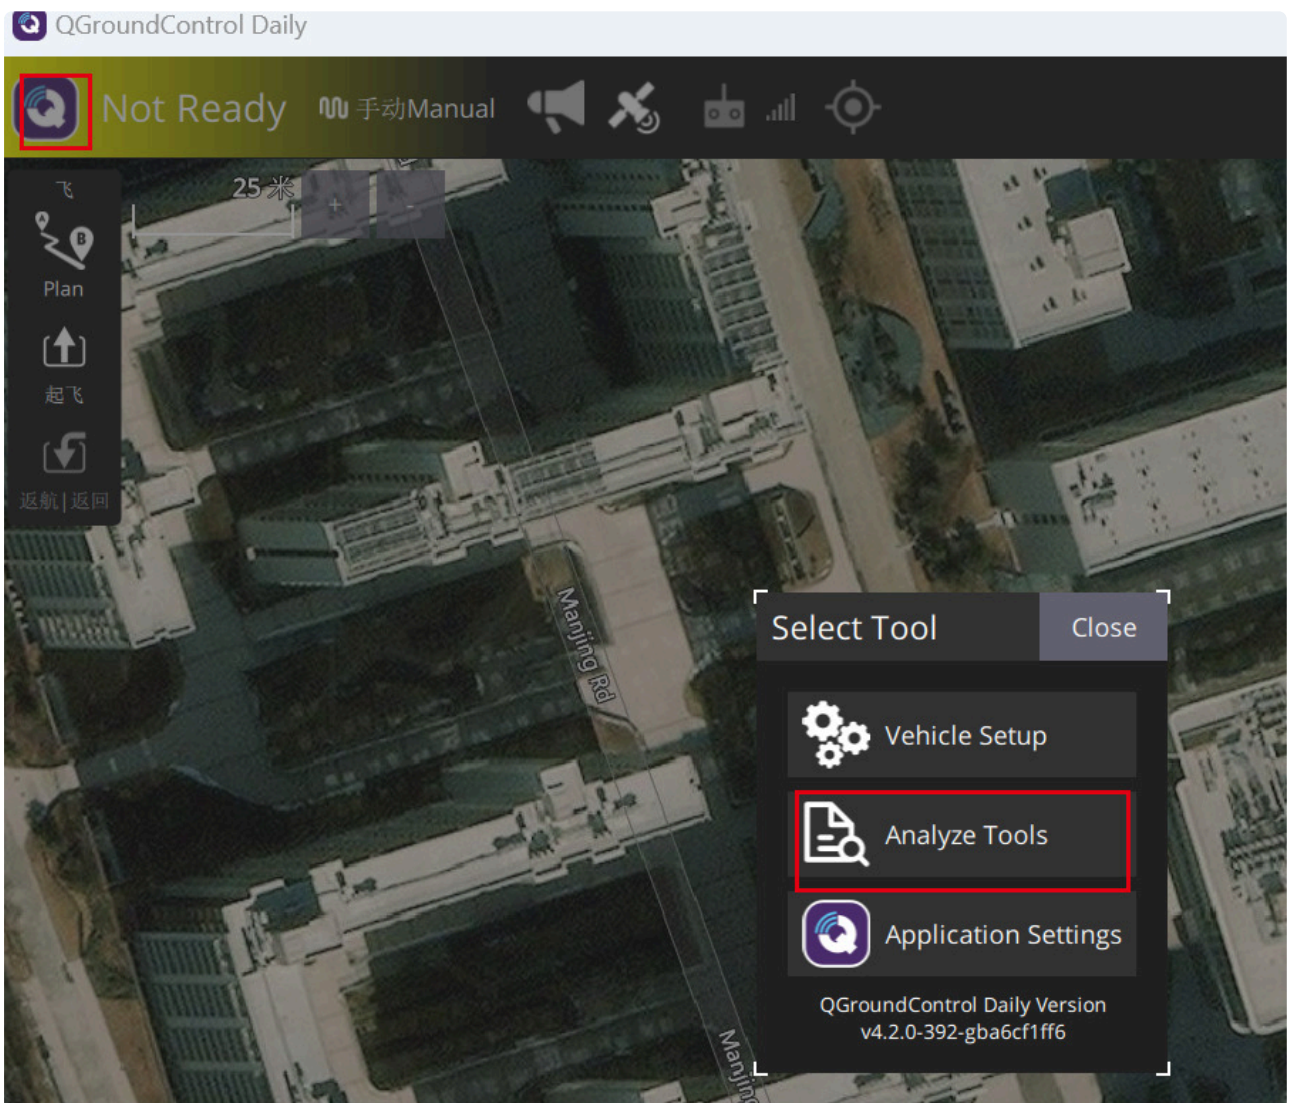 QGroundControl Daily
Not Ready
手动Manual
飞
25 米
+
-
Plan
起飞
返航|返回
Manjing Rd
Select Tool
Close
Vehicle Setup
Analyze Tools
Application Settings
QGroundControl Daily Version
v4.2.0-392-gba6cf1ff6
Manjing